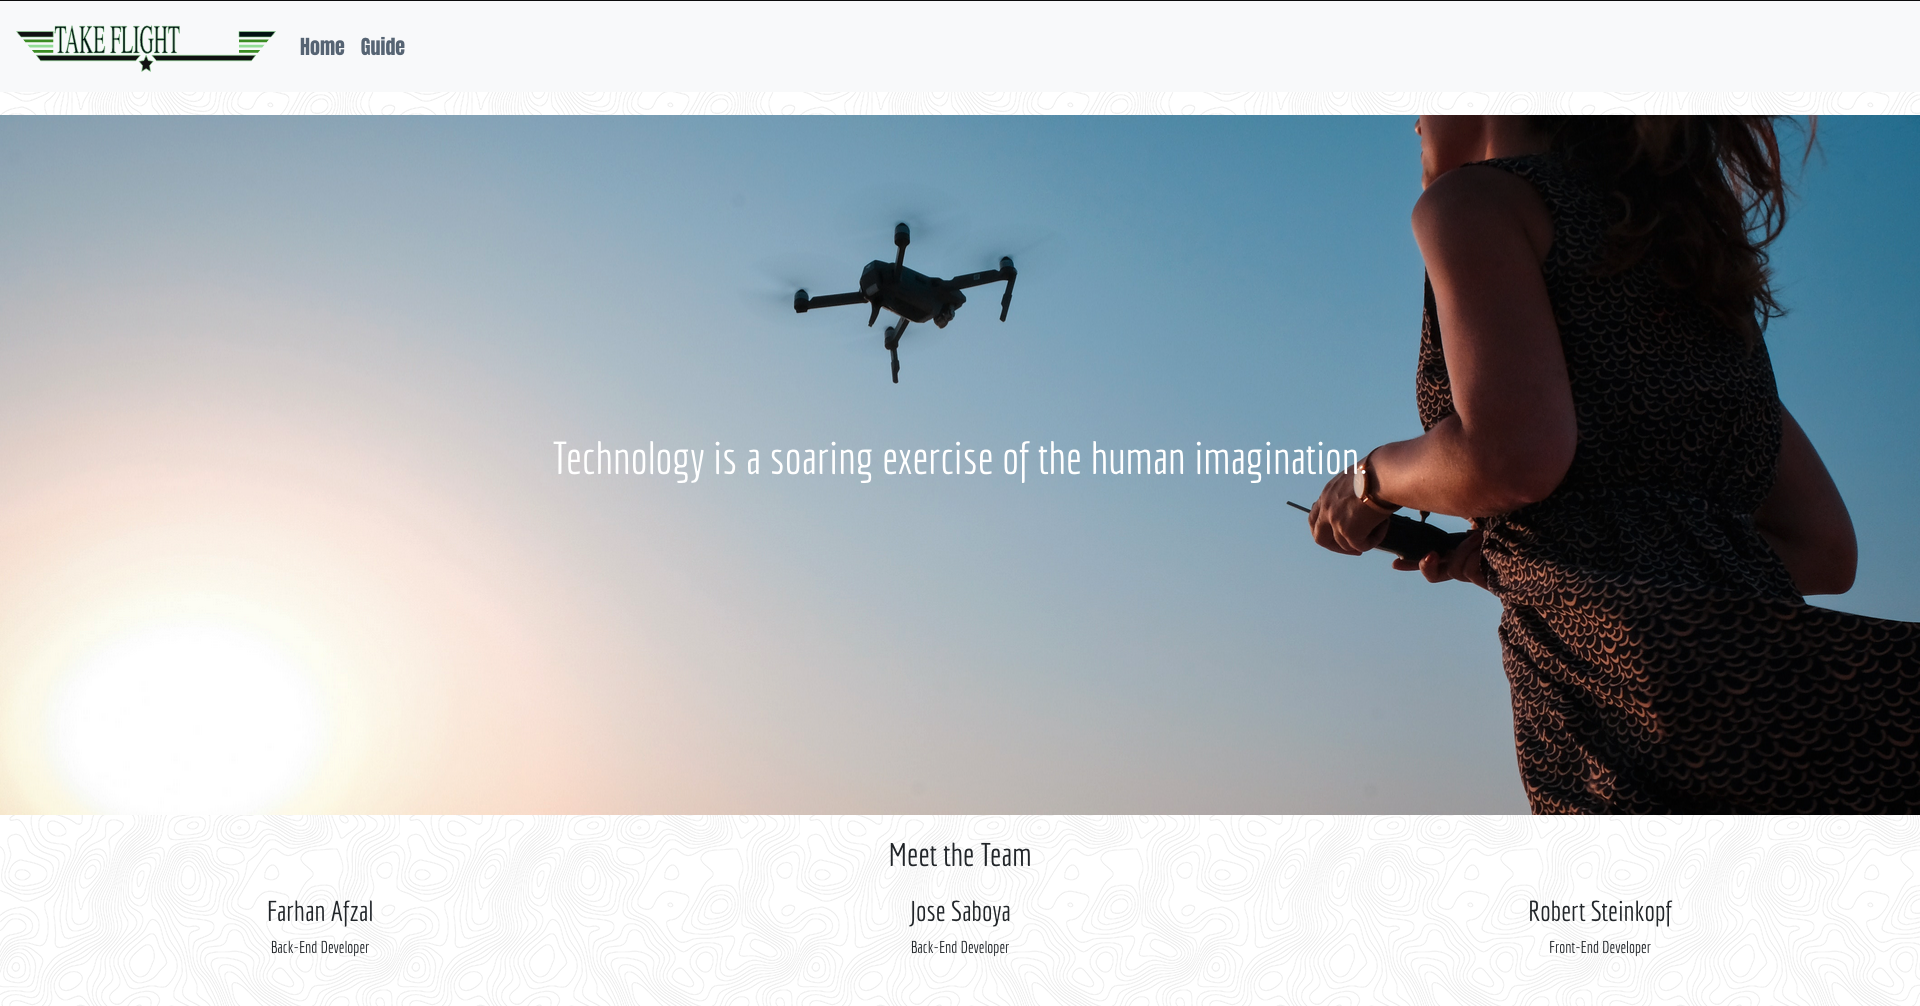 TAKE FLIGHT
Home Guide
Technology is a soaring exercise of the human imagination.
Meet the Team
Farhan Afzal
Back-End Developer
Jose Saboya
Back-End Developer
Robert Steinkopf
Front-End Developer